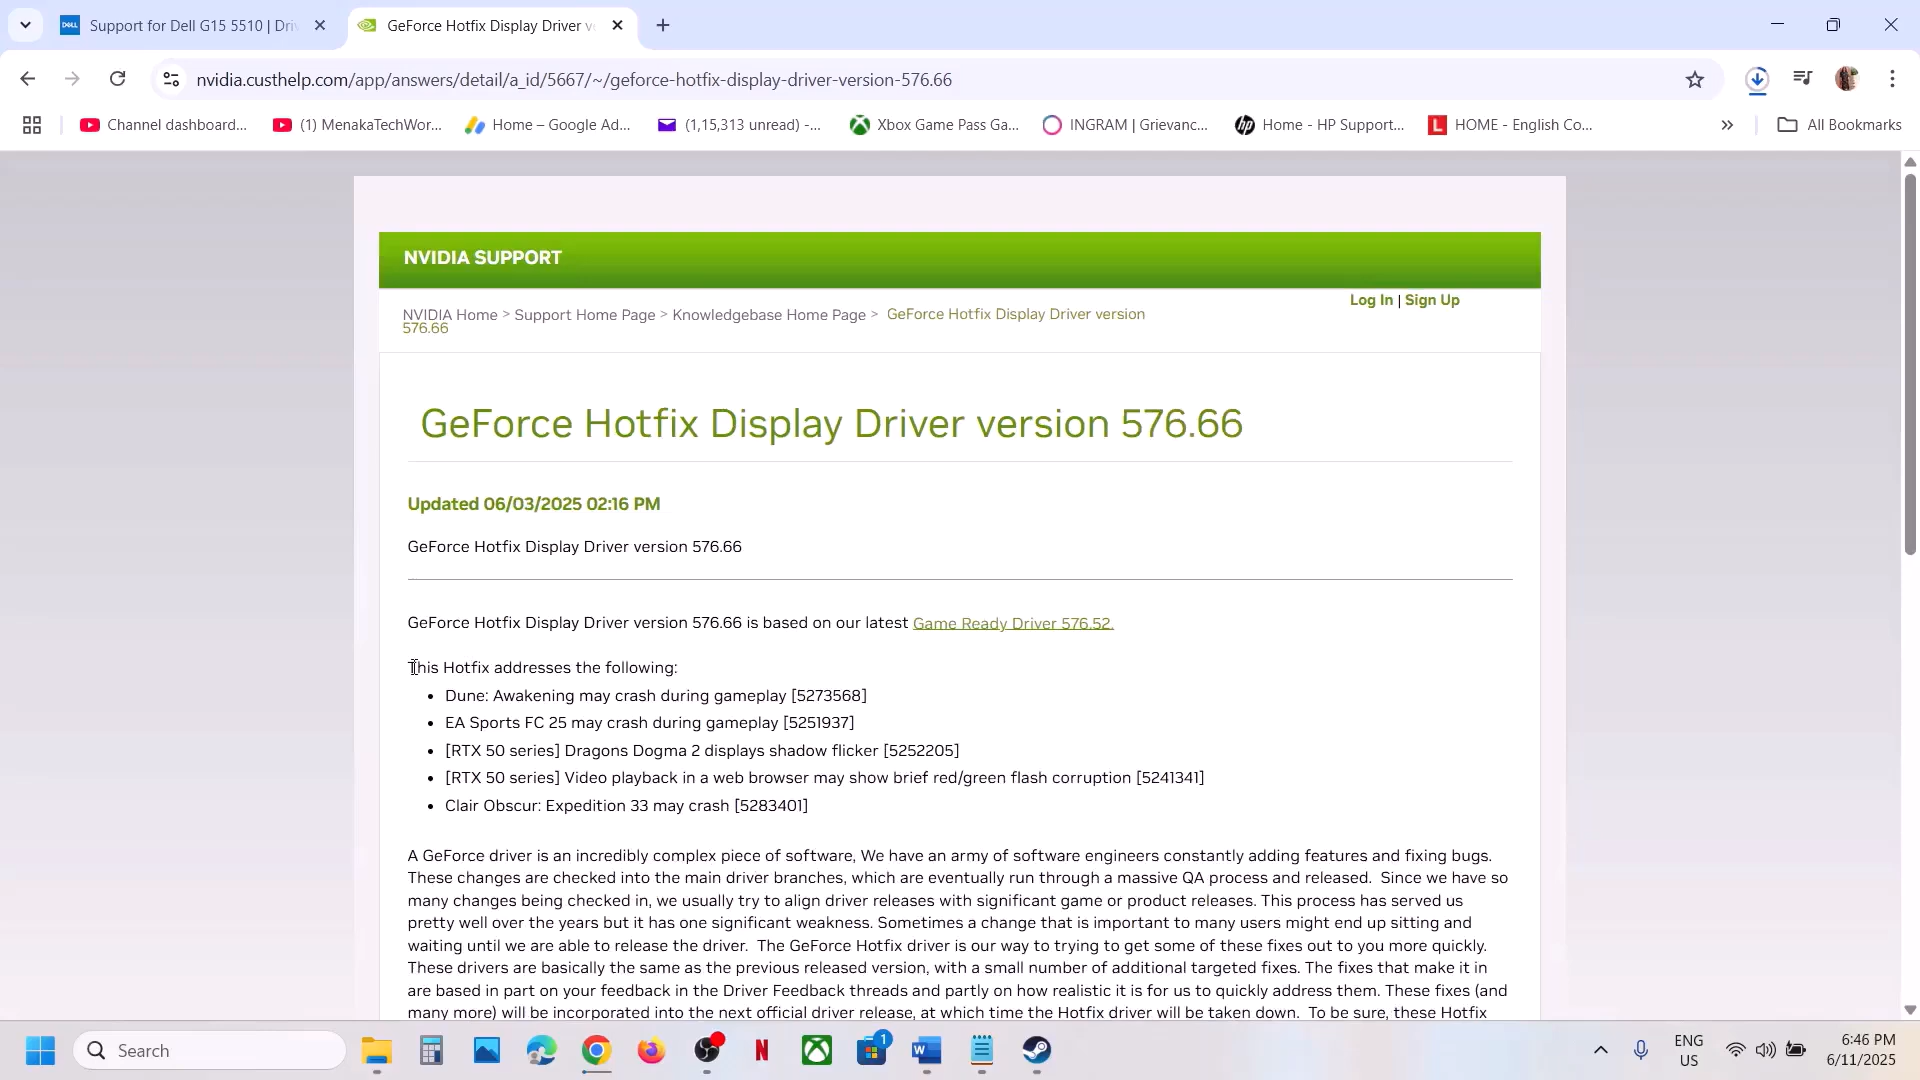 Support for Dell G15 5510 | Dri
GeForce Hotfix Display Driver v
nvidia.custhelp.com/app/answers/detail/a_id/5667/~/geforce-hotfix-display-driver-version-576.66
Channel dashboard...
(1) MenakaTechWor...
Home – Google Ad...
(1,15,313 unread) -...
Xbox Game Pass Ga...
INGRAM | Grievanc...
Home - HP Support...
HOME - English Co...
All Bookmarks
NVIDIA SUPPORT
Log In | Sign Up
NVIDIA Home > Support Home Page > Knowledgebase Home Page > GeForce Hotfix Display Driver version
576.66
GeForce Hotfix Display Driver version 576.66
Updated 06/03/2025 02:16 PM
GeForce Hotfix Display Driver version 576.66
GeForce Hotfix Display Driver version 576.66 is based on our latest Game Ready Driver 576.52.
This Hotfix addresses the following:
• Dune: Awakening may crash during gameplay [5273568]
• EA Sports FC 25 may crash during gameplay [5251937]
• [RTX 50 series] Dragons Dogma 2 displays shadow flicker [5252205]
• [RTX 50 series] Video playback in a web browser may show brief red/green flash corruption [5241341]
• Clair Obscur: Expedition 33 may crash [5283401]
A GeForce driver is an incredibly complex piece of software, We have an army of software engineers constantly adding features and fixing bugs.
These changes are checked into the main driver branches, which are eventually run through a massive QA process and released. Since we have so
many changes being checked in, we usually try to align driver releases with significant game or product releases. This process has served us
pretty well over the years but it has one significant weakness. Sometimes a change that is important to many users might end up sitting and
waiting until we are able to release the driver. The GeForce Hotfix driver is our way to trying to get some of these fixes out to you more quickly.
These drivers are basically the same as the previous released version, with a small number of additional targeted fixes. The fixes that make it in
are based in part on your feedback in the Driver Feedback threads and partly on how realistic it is for us to quickly address them. These fixes (and
many more) will be incorporated into the next official driver release, at which time the Hotfix driver will be taken down. To be sure, these Hotfix
Search
1
ENG
US
6:46 PM
6/11/2025